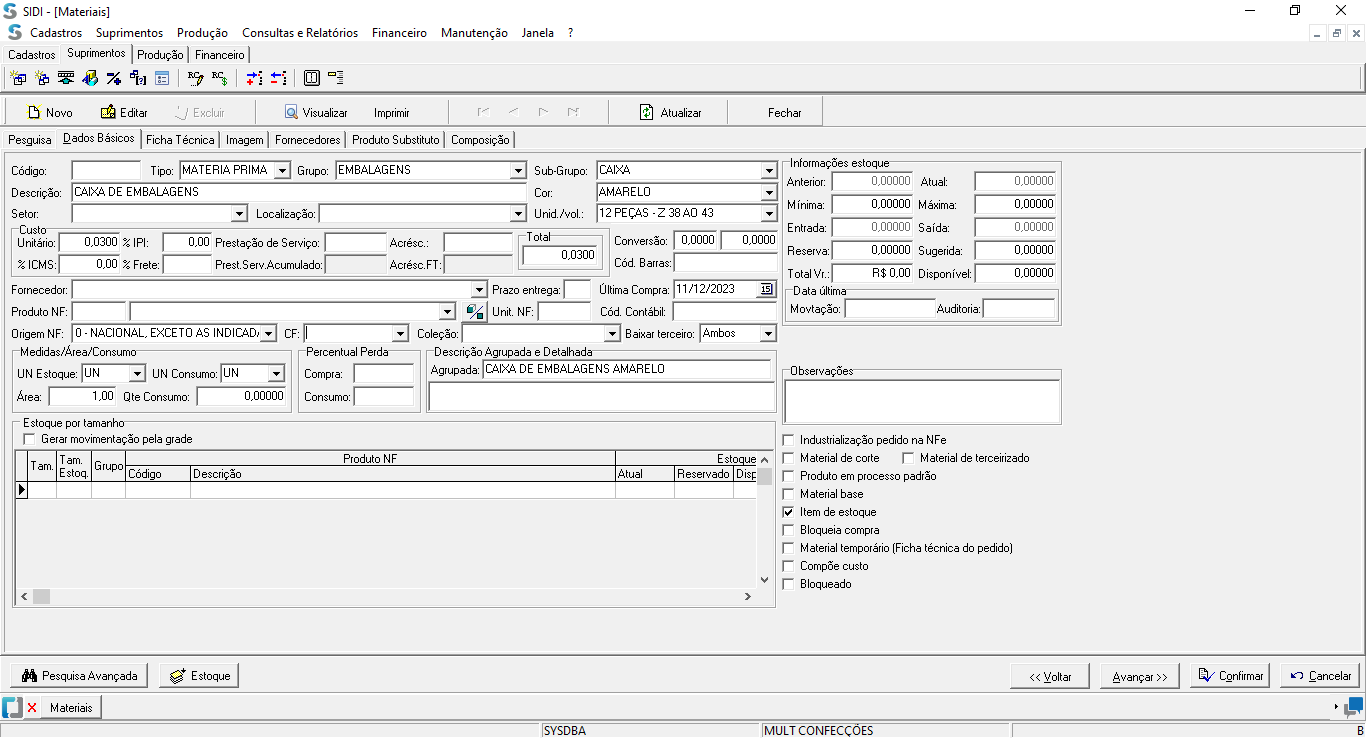 SIDI - [Materiais]
Cadastros Suprimentos Produção Consultas e Relatórios Financeiro Manutenção Janela ?
Cadastros Suprimentos Produção Financeiro
Novo Editar Excluir Visualizar Imprimir Atualizar Fechar
Pesquisa Dados Básicos Ficha Técnica Imagem Fornecedores Produto Substituto Composição
Código: Tipo: MATERIA PRIMA Grupo: EMBALAGENS Sub-Grupo: CAIXA
Descrição: CAIXA DE EMBALAGENS Cor: AMARELO
Setor: Localização: Unid./vol.: 12 PEÇAS - Z 38 AO 43
Custo
Unitário: 0,0300 % IPI: 0,00 Prestação de Serviço: Acrésc.:
% ICMS: 0,00 % Frete: Prest.Serv.Acumulado: Acrésc.FT:
Total
0,0300
Conversão: 0,0000 0,0000
Cód. Barras:
Fornecedor: Prazo entrega: Última Compra: 11/12/2023 15
Produto NF: Unit. NF: Cód. Contábil:
Origem NF: 0 - NACIONAL, EXCETO AS INDICADA CF: Coleção: Baixar terceiro: Ambos
Informações estoque
Anterior: 0,00000 Atual: 0,00000
Mínima: 0,00000 Máxima: 0,00000
Entrada: 0,00000 Saída: 0,00000
Reserva: 0,00000 Sugerida: 0,00000
Total Vr.: R$ 0,00 Disponível: 0,00000
Data última
Movtação: Auditoria:
Medidas/Área/Consumo
UN Estoque: UN UN Consumo: UN
Área: 1,00 Qte Consumo: 0,00000
Percentual Perda
Compra:
Consumo:
Descrição Agrupada e Detalhada
Agrupada: CAIXA DE EMBALAGENS AMARELO
Observações
Estoque por tamanho
Gerar movimentação pela grade
Tam. Tam. Estoq. Grupo Produto NF Estoque
Código Descrição Atual Reservado Disp
Industrialização pedido na NFe
Material de corte Material de terceirizado
Produto em processo padrão
Material base
Item de estoque
Bloqueia compra
Material temporário (Ficha técnica do pedido)
Compõe custo
Bloqueado
Pesquisa Avançada Estoque << Voltar Avançar >> Confirmar Cancelar
Materiais
SYSDBA MULT CONFECÇÕES B